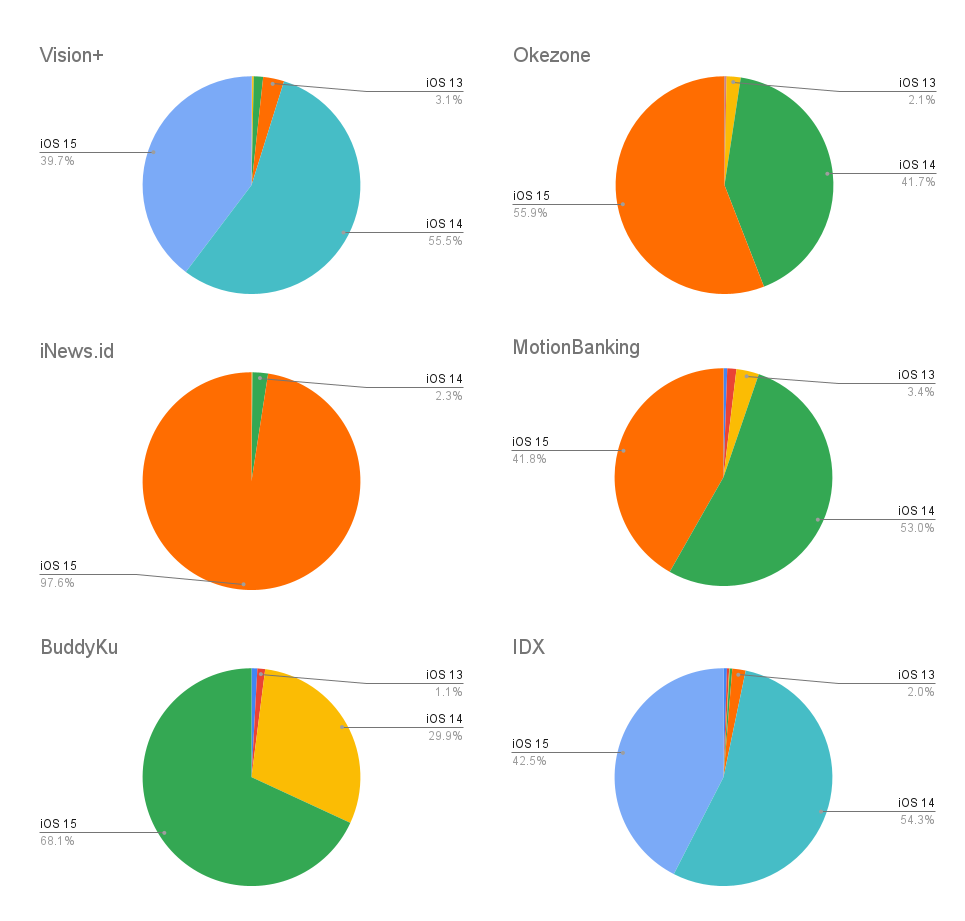 Vision+
iOS 13
3.1%
iOS 15
39.7%
iOS 14
55.5%
Okezone
iOS 13
2.1%
iOS 14
41.7%
iOS 15
55.9%
iNews.id
iOS 14
2.3%
iOS 15
97.6%
MotionBanking
iOS 13
3.4%
iOS 15
41.8%
iOS 14
53.0%
BuddyKu
iOS 13
1.1%
iOS 14
29.9%
iOS 15
68.1%
IDX
iOS 13
2.0%
iOS 15
42.5%
iOS 14
54.3%